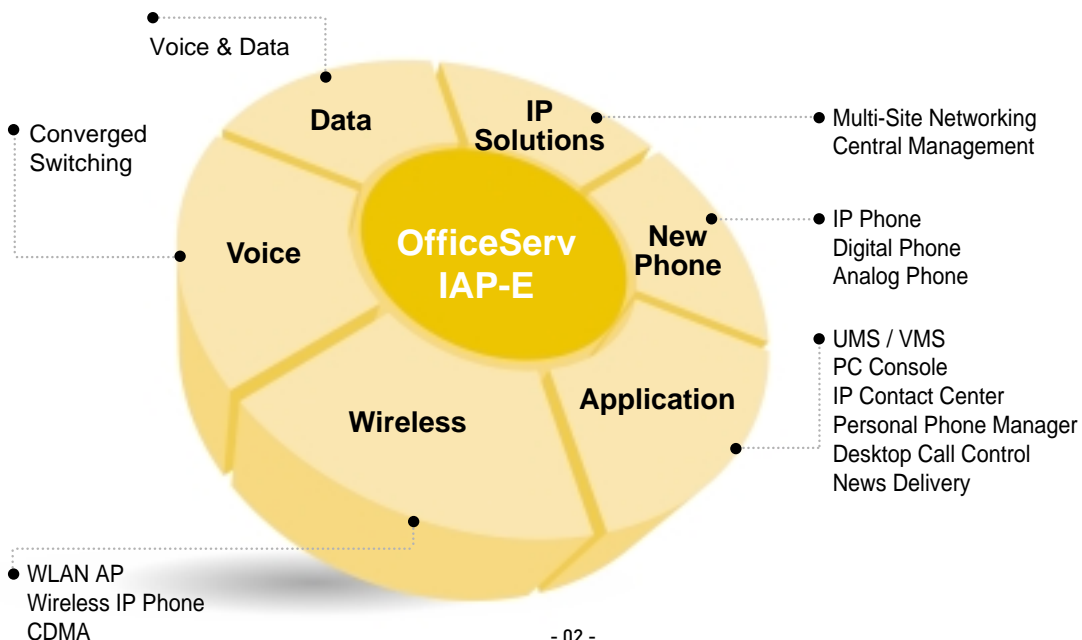 Voice & Data
Data
IP
Solutions
Converged
Switching
Multi-Site Networking
Central Management
Voice
OfficeServ
IAP-E
New
Phone
IP Phone
Digital Phone
Analog Phone
Wireless
Application
UMS / VMS
PC Console
IP Contact Center
Personal Phone Manager
Desktop Call Control
News Delivery
WLAN AP
Wireless IP Phone
CDMA
- 02 -